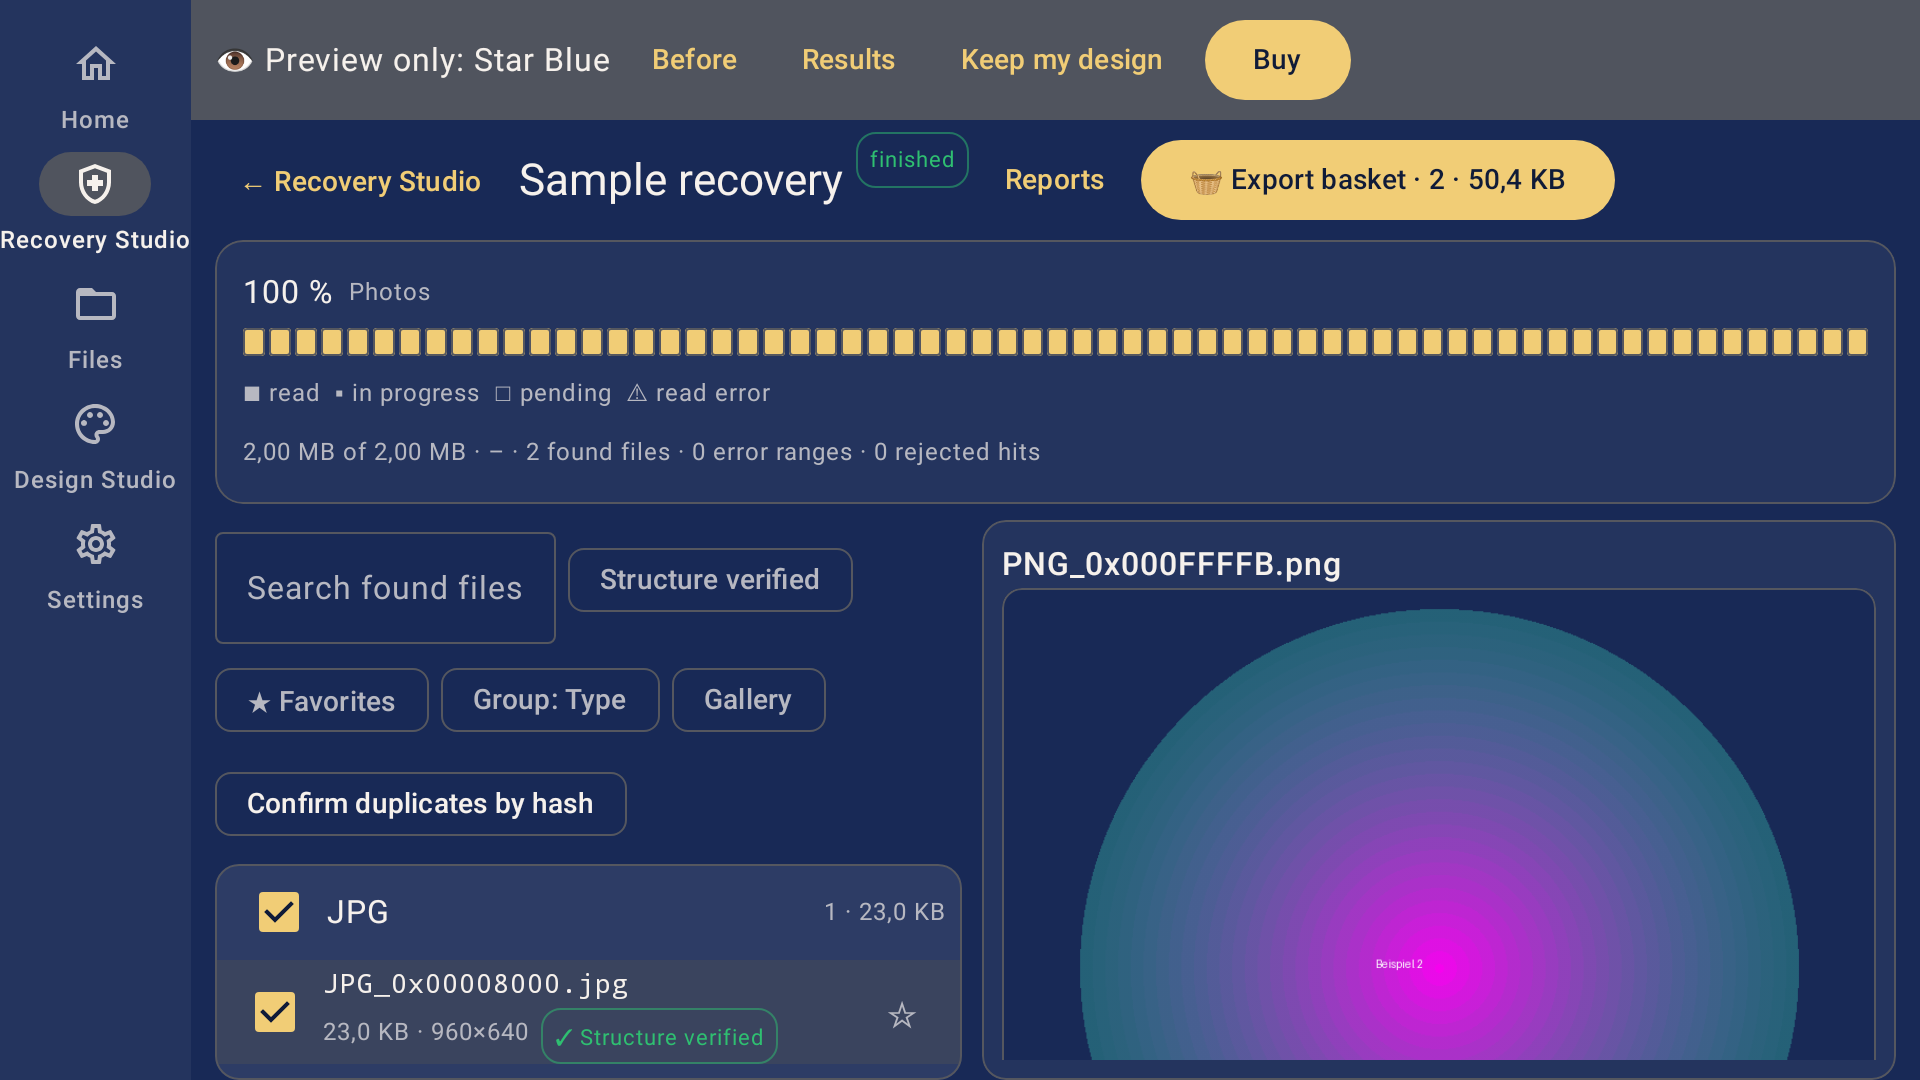 Home
Recovery Studio
Files
Design Studio
Settings
Preview only: Star Blue
Before
Results
Keep my design
Buy
← Recovery Studio
Sample recovery
finished
Reports
Export basket · 2 · 50,4 KB
100 % Photos
■ read ▪ in progress □ pending ⚠ read error
2,00 MB of 2,00 MB · – · 2 found files · 0 error ranges · 0 rejected hits
Search found files
Structure verified
★ Favorites
Group: Type
Gallery
Confirm duplicates by hash
JPG
1 · 23,0 KB
JPG_0x00008000.jpg
23,0 KB · 960×640
✓ Structure verified
☆
PNG_0x000FFFFB.png
Beispiel 2